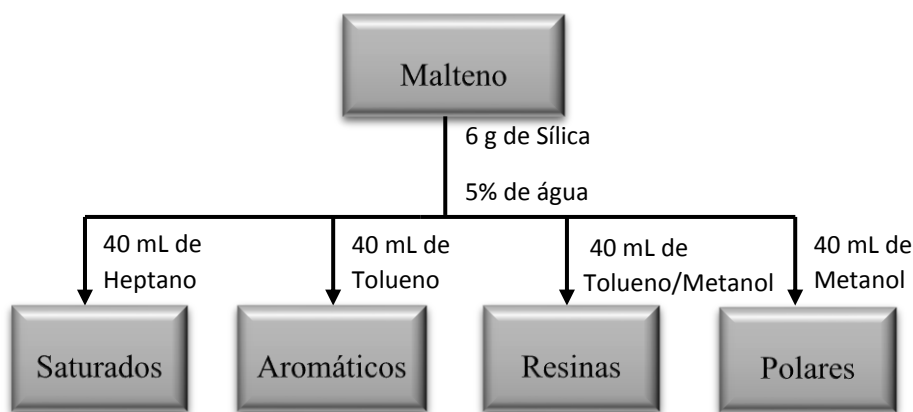 Malteno
6 g de Sílica
5% de água
40 mL de
Heptano
40 mL de
Tolueno
40 mL de
Tolueno/Metanol
40 mL de
Metanol
Saturados
Aromáticos
Resinas
Polares